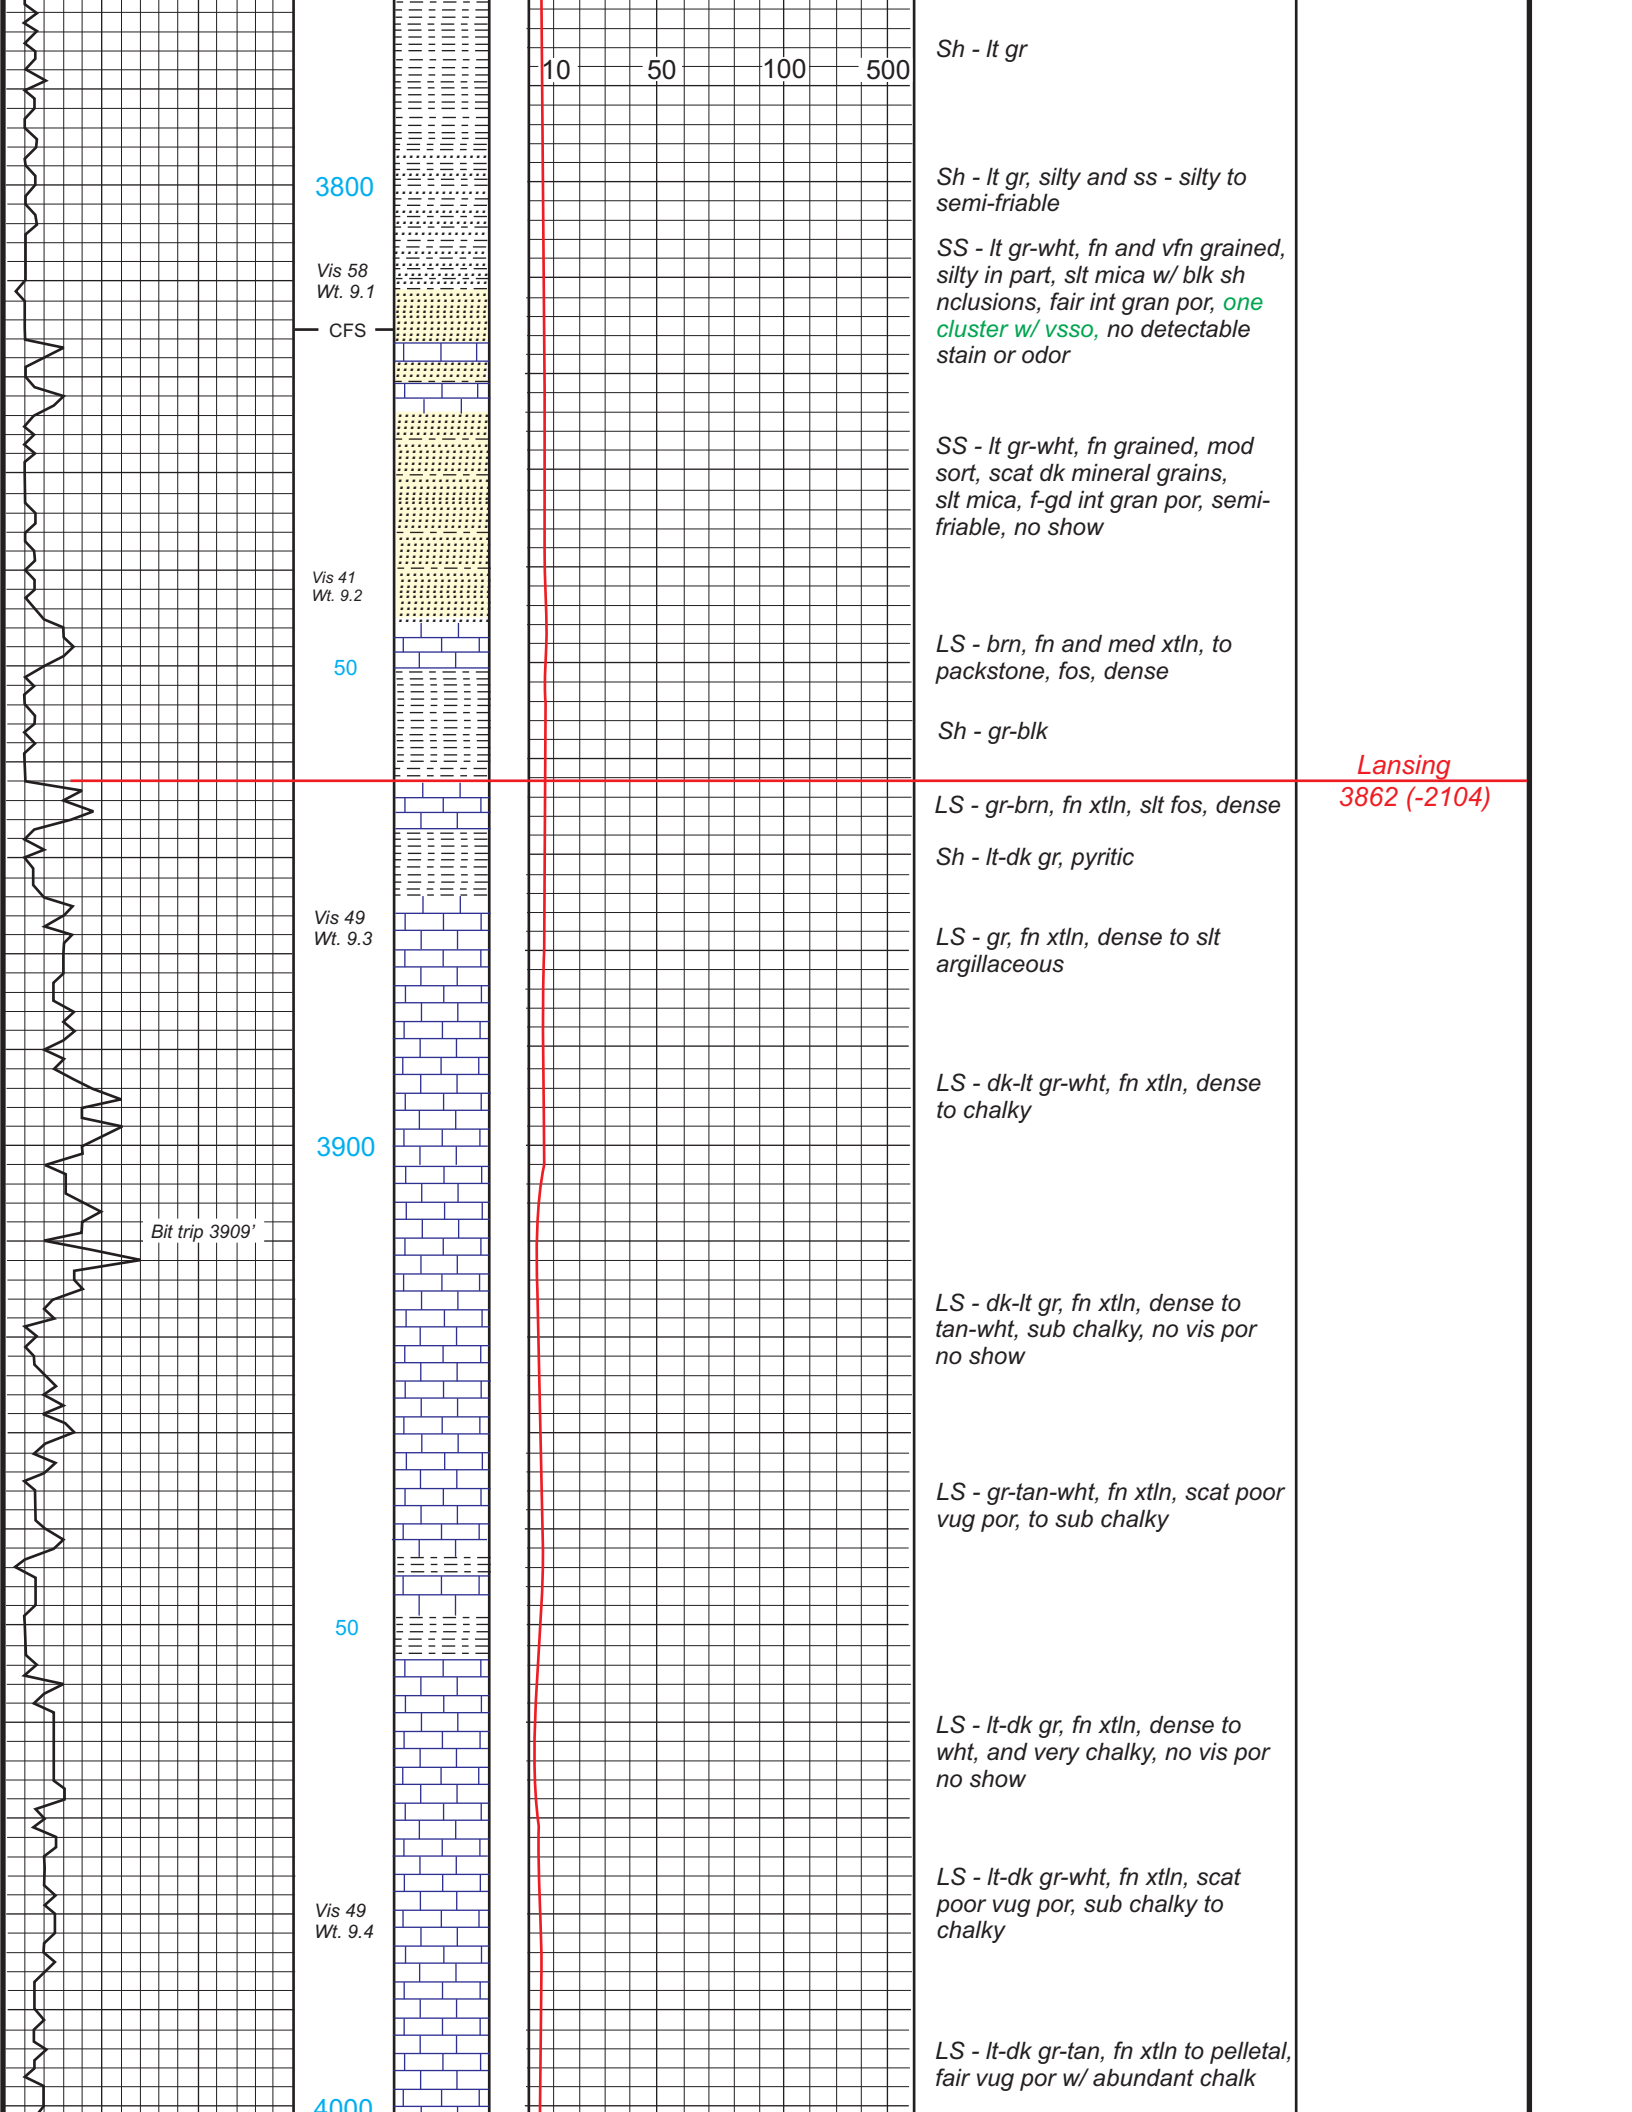 Sh - lt gr
10 50 100 500
3800
Sh - lt gr, silty and ss - silty to
semi-friable
SS - lt gr-wht, fn and vfn grained,
silty in part, slt mica w/ blk sh
nclusions, fair int gran por, one
cluster w/ vsso, no detectable
stain or odor
Vis 58
Wt. 9.1
CFS
SS - lt gr-wht, fn grained, mod
sort, scat dk mineral grains,
slt mica, f-gd int gran por, semi-
friable, no show
Vis 41
Wt. 9.2
LS - brn, fn and med xtln, to
packstone, fos, dense
50
Sh - gr-blk
Lansing
3862 (-2104)
LS - gr-brn, fn xtln, slt fos, dense
Sh - lt-dk gr, pyritic
Vis 49
Wt. 9.3
LS - gr, fn xtln, dense to slt
argillaceous
LS - dk-lt gr-wht, fn xtln, dense
to chalky
3900
Bit trip 3909’
LS - dk-lt gr, fn xtln, dense to
tan-wht, sub chalky, no vis por
no show
LS - gr-tan-wht, fn xtln, scat poor
vug por, to sub chalky
50
LS - lt-dk gr, fn xtln, dense to
wht, and very chalky, no vis por
no show
LS - lt-dk gr-wht, fn xtln, scat
poor vug por, sub chalky to
chalky
Vis 49
Wt. 9.4
LS - lt-dk gr-tan, fn xtln to pelletal,
fair vug por w/ abundant chalk
4000